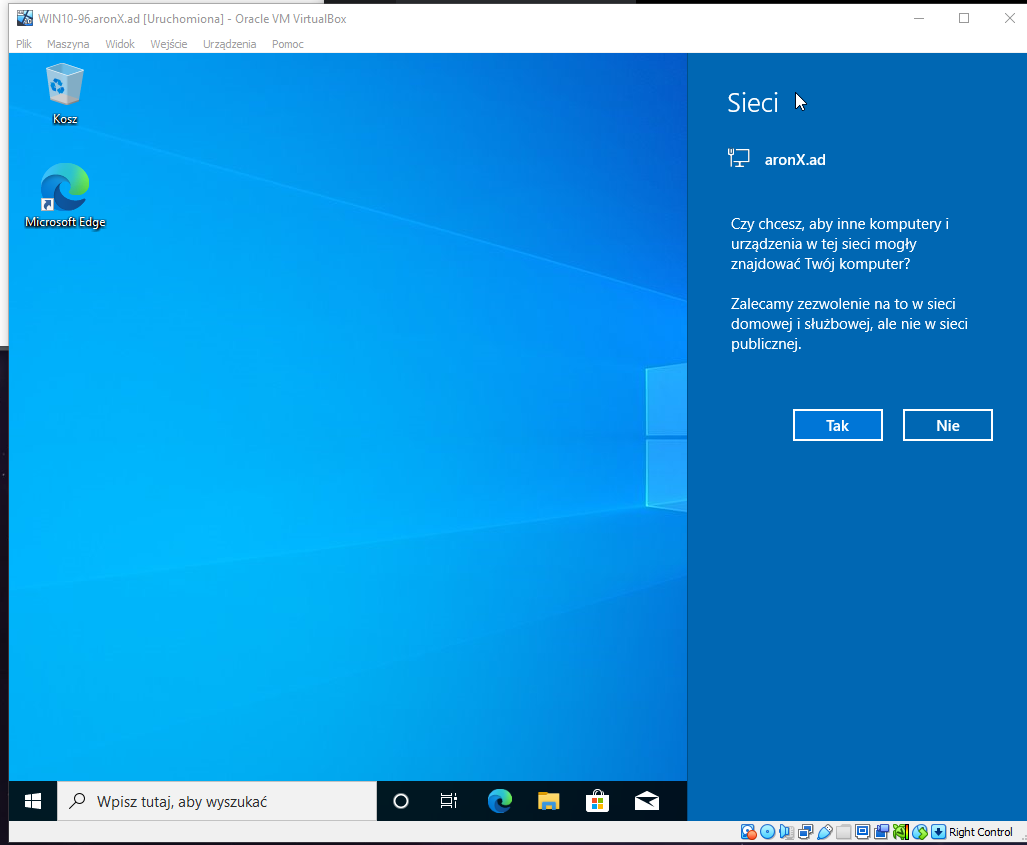 WIN10-96.aronX.ad [Uruchomiona] - Oracle VM VirtualBox
Plik Maszyna Widok Wejście Urządzenia Pomoc
Kosz
Microsoft Edge
Sieci
aronX.ad
Czy chcesz, aby inne komputery i
urządzenia w tej sieci mogły
znajdować Twój komputer?
Zalecamy zezwolenie na to w sieci
domowej i służbowej, ale nie w sieci
publicznej.
Tak Nie
Wpisz tutaj, aby wyszukać
Right Control